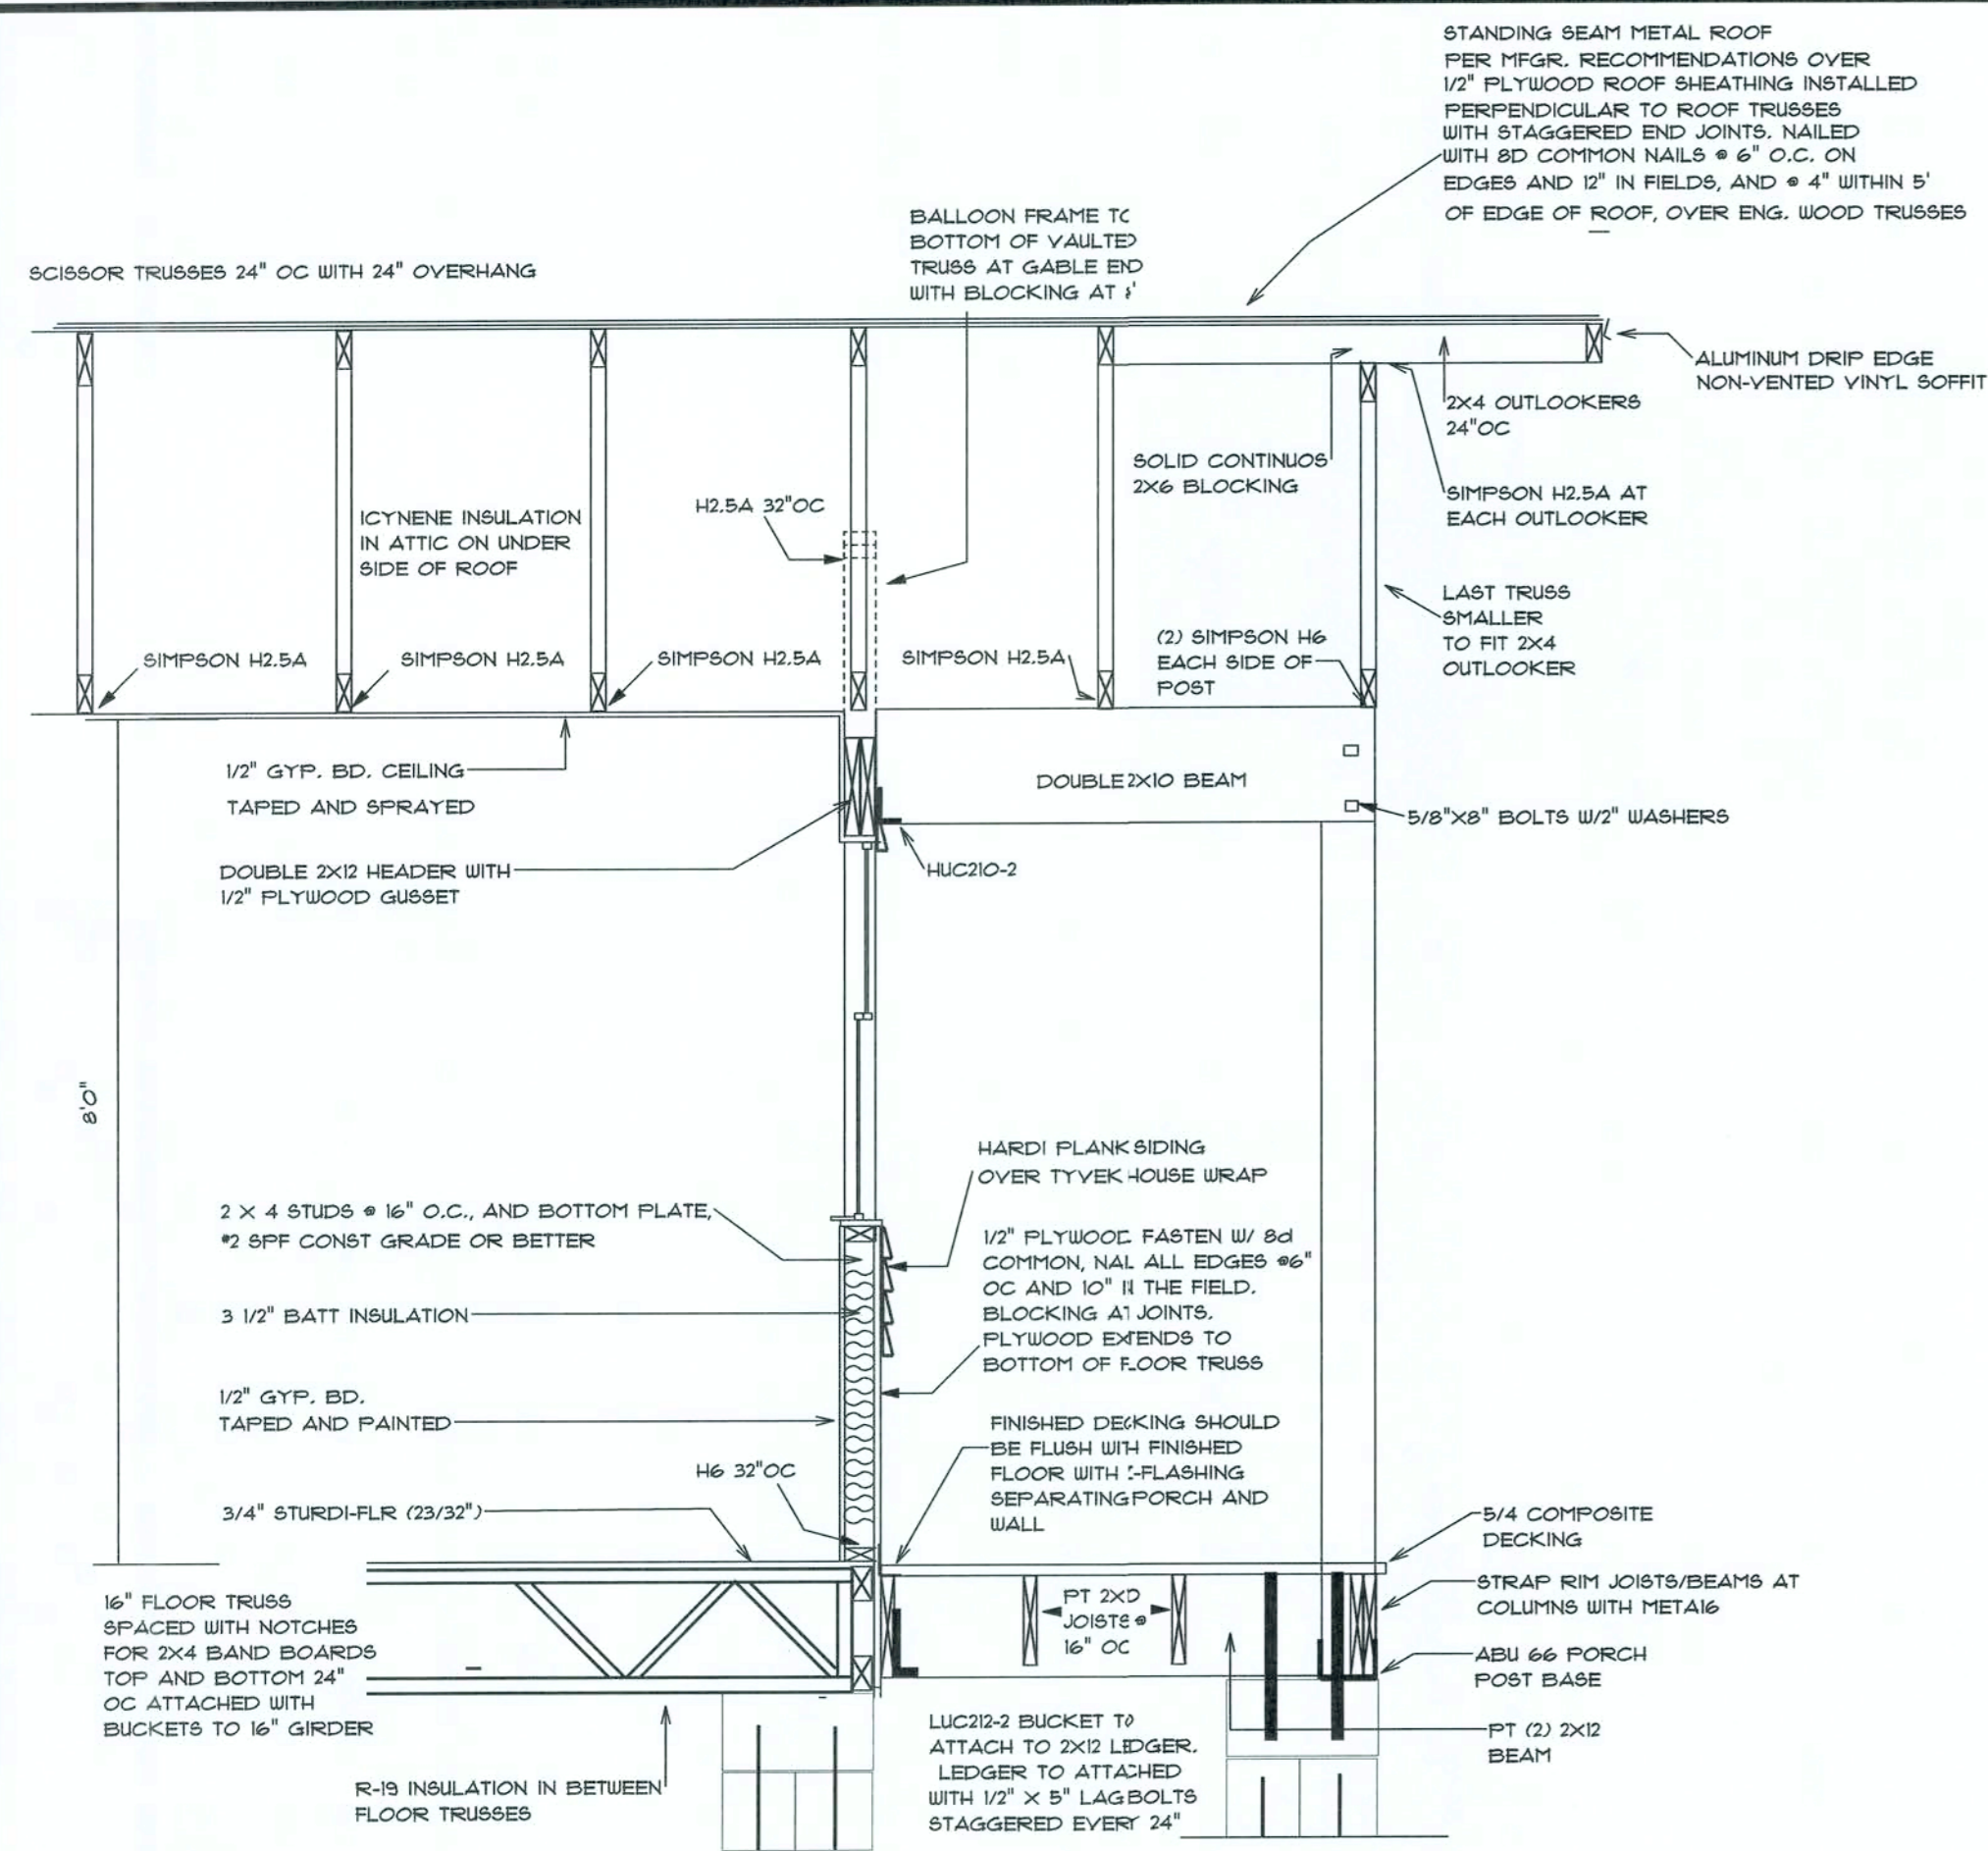 STANDING SEAM METAL ROOF
PER MFGR. RECOMMENDATIONS OVER
1/2" PLYWOOD ROOF SHEATHING INSTALLED
PERPENDICULAR TO ROOF TRUSSES
WITH STAGGERED END JOINTS. NAILED
WITH 8D COMMON NAILS @ 6" O.C. ON
EDGES AND 12" IN FIELDS, AND @ 4" WITHIN 5'
OF EDGE OF ROOF, OVER ENG. WOOD TRUSSES
BALLOON FRAME TO
BOTTOM OF VAULTED
TRUSS AT GABLE END
WITH BLOCKING AT
SCISSOR TRUSSES 24" OC WITH 24" OVERHANG
ALUMINUM DRIP EDGE
NON-VENTED VINYL SOFFIT
2X4 OUTLOOKERS
24"OC
SOLID CONTINUOS
2X6 BLOCKING
SIMPSON H2.5A AT
EACH OUTLOOKER
H2.5A 32"OC
ICYNENE INSULATION
IN ATTIC ON UNDER
SIDE OF ROOF
LAST TRUSS
SMALLER
TO FIT 2X4
OUTLOOKER
(2) SIMPSON H6
EACH SIDE OF
POST
SIMPSON H2.5A
SIMPSON H2.5A
SIMPSON H2.5A
SIMPSON H2.5A
1/2" GYP. BD. CEILING
TAPED AND SPRAYED
DOUBLE 2X10 BEAM
5/8"X8" BOLTS W/2" WASHERS
DOUBLE 2X12 HEADER WITH
1/2" PLYWOOD GUSSET
HUC210-2
8'0"
HARDI PLANK SIDING
OVER TYVEK HOUSE WRAP
2 X 4 STUDS @ 16" O.C., AND BOTTOM PLATE,
#2 SPF CONST GRADE OR BETTER
1/2" PLYWOOD FASTEN W/ 8d
COMMON, NAL ALL EDGES @6"
OC AND 10" IN THE FIELD.
BLOCKING AT JOINTS.
PLYWOOD EXTENDS TO
BOTTOM OF FLOOR TRUSS
3 1/2" BATT INSULATION
1/2" GYP. BD.
TAPED AND PAINTED
FINISHED DECKING SHOULD
BE FLUSH WITH FINISHED
FLOOR WITH -FLASHING
SEPARATING PORCH AND
WALL
H6 32"OC
3/4" STURDI-FLR (23/32")
5/4 COMPOSITE
DECKING
STRAP RIM JOISTS/BEAMS AT
COLUMNS WITH META16
16" FLOOR TRUSS
SPACED WITH NOTCHES
FOR 2X4 BAND BOARDS
TOP AND BOTTOM 24"
OC ATTACHED WITH
BUCKETS TO 16" GIRDER
PT
JOISTS @
16" OC
ABU 66 PORCH
POST BASE
PT (2) 2X12
BEAM
LUC212-2 BUCKET TO
ATTACH TO 2X12 LEDGER.
LEDGER TO ATTACHED
WITH 1/2" X 5" LAGBOLTS
STAGGERED EVERY 24"
R-19 INSULATION IN BETWEEN
FLOOR TRUSSES